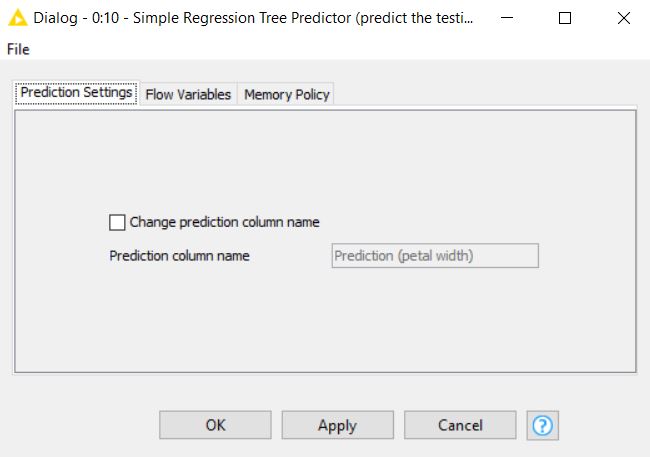 Dialog - 0:10 - Simple Regression Tree Predictor (predict the testi...
File
Prediction Settings Flow Variables Memory Policy
Change prediction column name
Prediction column name Prediction (petal width)
OK Apply Cancel ?